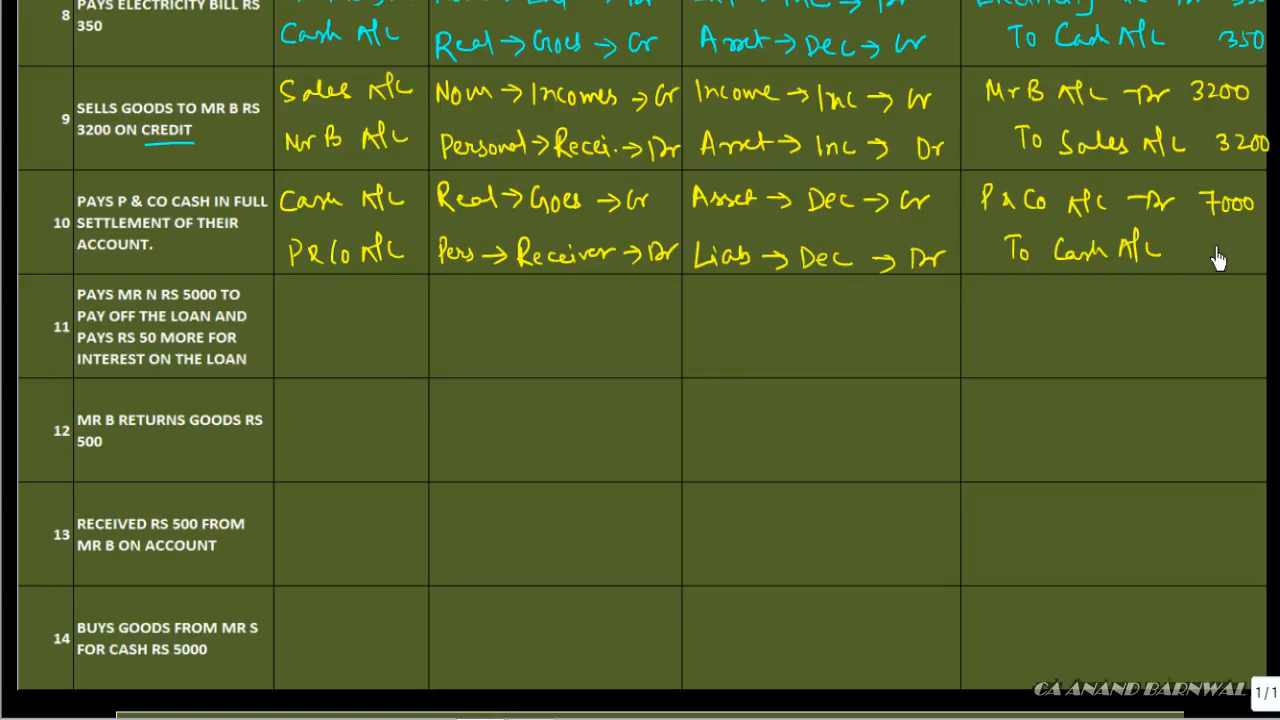 8 PAYS ELECTRICITY BILL RS 350
Cash A/C Real → Goes → Cr Asset → Dec → Cr To Cash A/C 350
9 SELLS GOODS TO MR B RS 3200 ON CREDIT
Sales A/C Nom → Incomes → Cr Income → Inc → Cr Mr B A/C - Dr 3200
Mr B A/C Personal → Recei. → Dr Asset → Inc → Dr To Sales A/C 3200
10 PAYS P & CO CASH IN FULL SETTLEMENT OF THEIR ACCOUNT.
Cash A/C Real → Goes → Cr Asset → Dec → Cr P & Co A/C - Dr 7000
P & Co A/C Pers → Receiver → Dr Liab → Dec → Dr To Cash A/C
11 PAYS MR N RS 5000 TO PAY OFF THE LOAN AND PAYS RS 50 MORE FOR INTEREST ON THE LOAN
12 MR B RETURNS GOODS RS 500
13 RECEIVED RS 500 FROM MR B ON ACCOUNT
14 BUYS GOODS FROM MR S FOR CASH RS 5000
CA ANAND BARNWAL
1/1